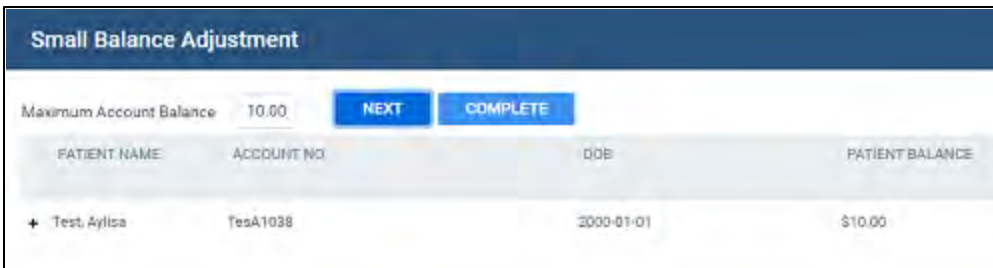 Small Balance Adjustment
Maximum Account Balance 10.00 NEXT COMPLETE
PATIENT NAME ACCOUNT NO DOB PATIENT BALANCE
+ Test, Aylisa TesA1038 2000-01-01 $10.00